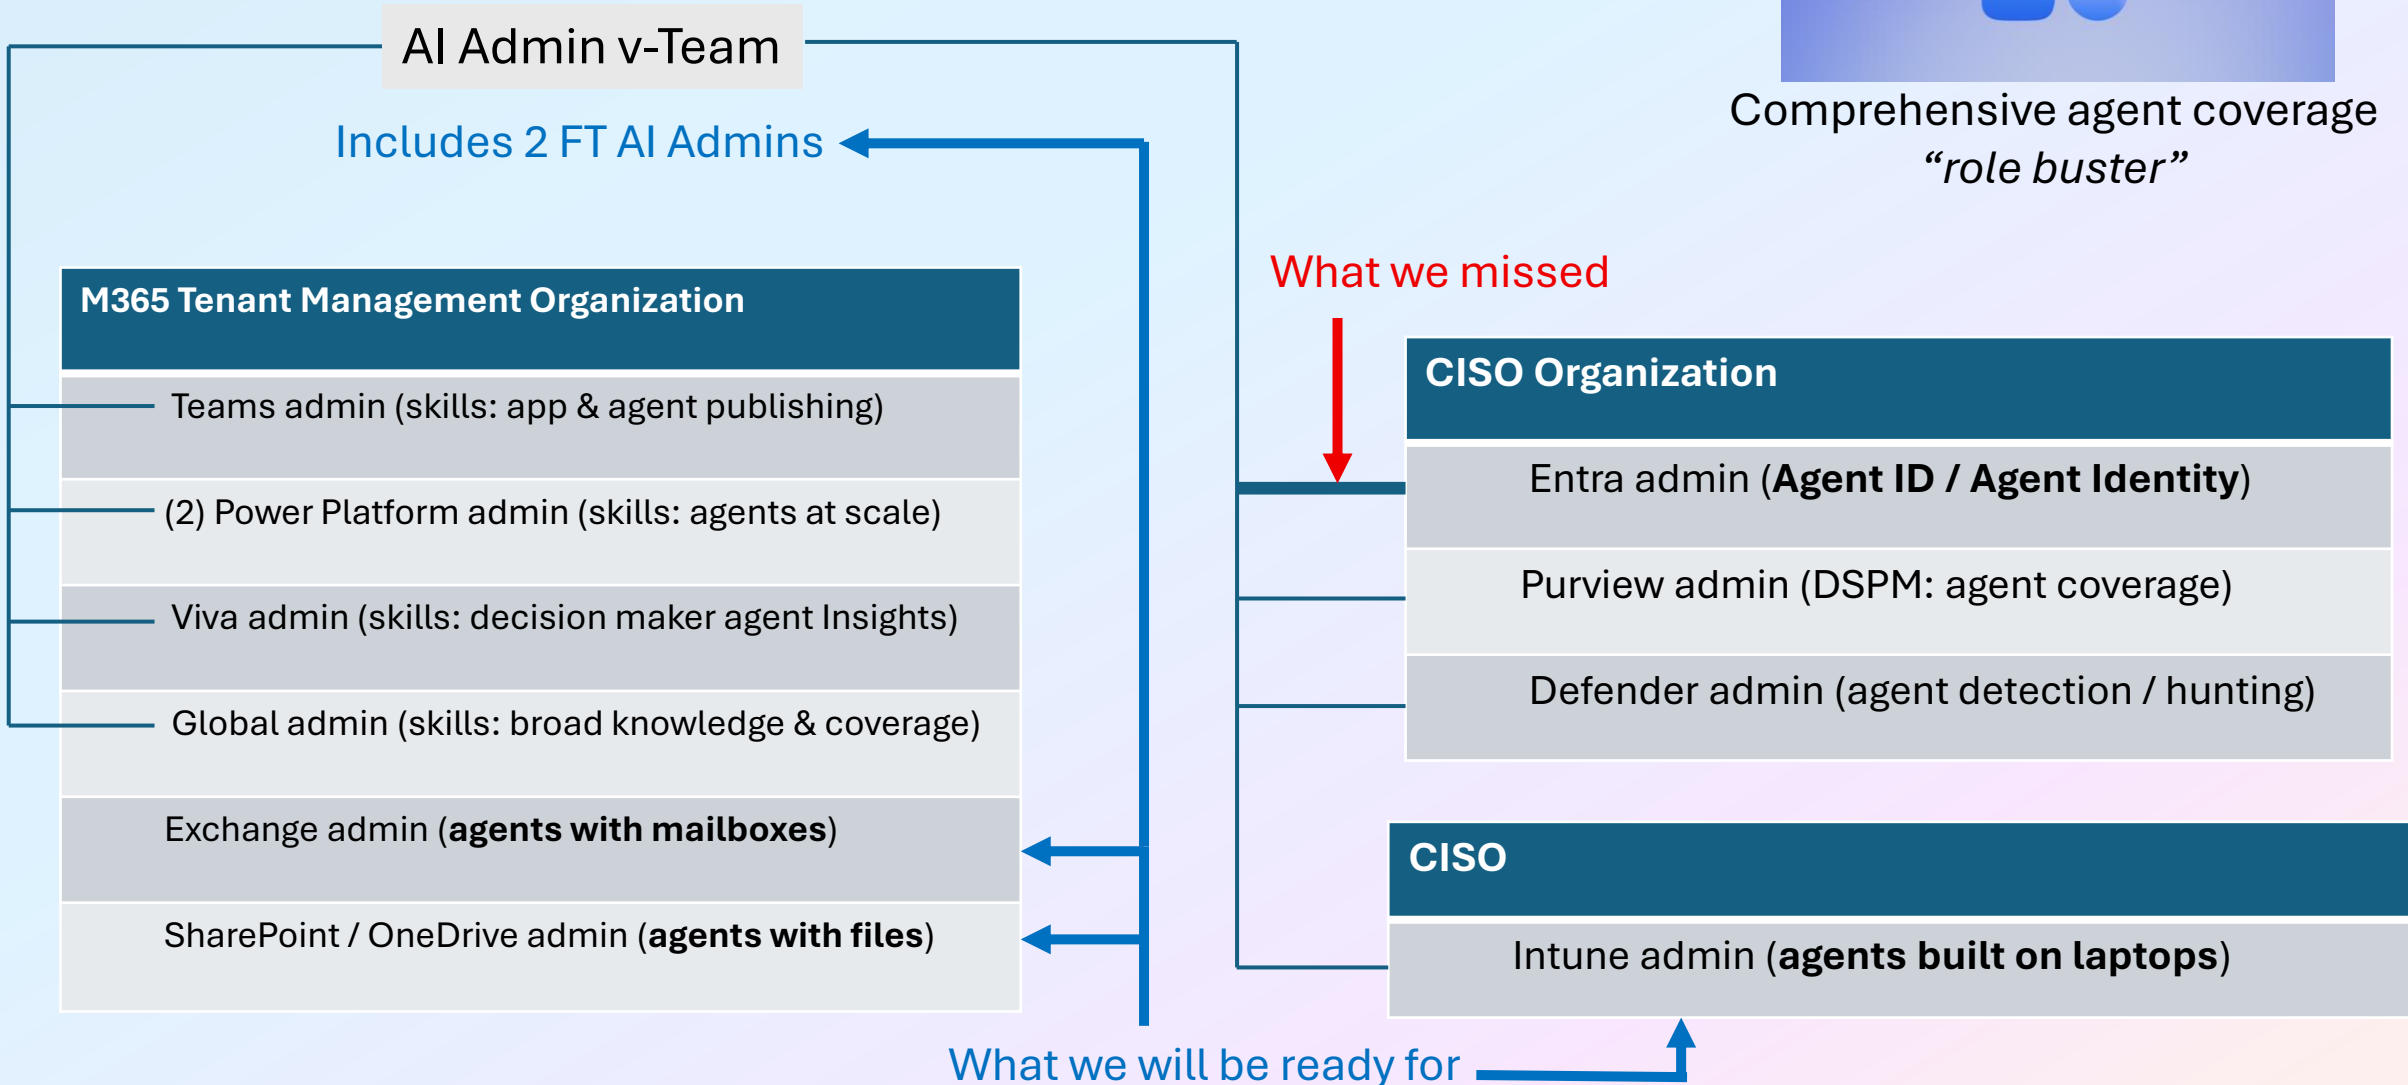 AI Admin v-Team
Includes 2 FT AI Admins
Comprehensive agent coverage
“role buster”
M365 Tenant Management Organization
Teams admin (skills: app & agent publishing)
(2) Power Platform admin (skills: agents at scale)
Viva admin (skills: decision maker agent Insights)
Global admin (skills: broad knowledge & coverage)
Exchange admin (agents with mailboxes)
SharePoint / OneDrive admin (agents with files)
What we missed
CISO Organization
Entra admin (Agent ID / Agent Identity)
Purview admin (DSPM: agent coverage)
Defender admin (agent detection / hunting)
CISO
Intune admin (agents built on laptops)
What we will be ready for